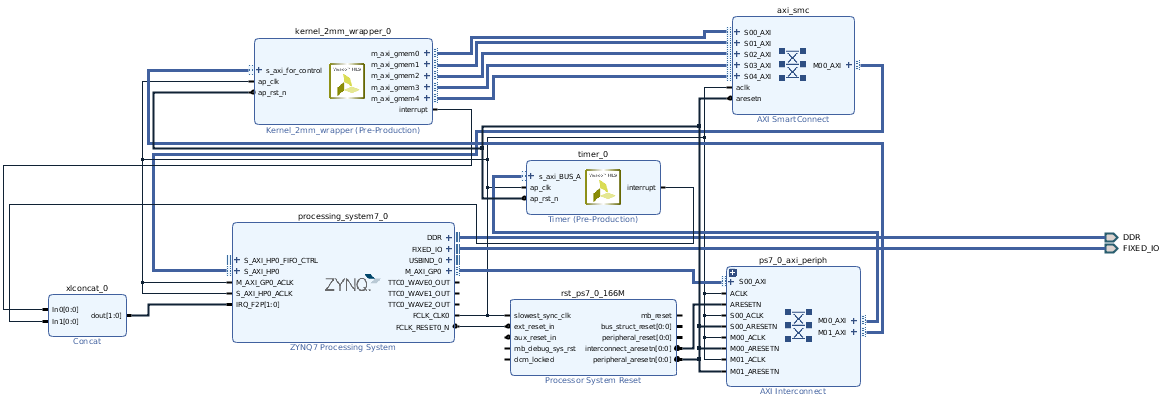 axi_smc
kernel_2mm_wrapper_0
S00_AXI
S01_AXI
S02_AXI
S03_AXI
S04_AXI
aclk
aresetn
M00_AXI
AXI SmartConnect
s_axi_for_control
ap_clk
ap_rst_n
m_axi_gmem0
m_axi_gmem1
m_axi_gmem2
m_axi_gmem3
m_axi_gmem4
interrupt
Kernel_2mm_wrapper (Pre-Production)
timer_0
s_axi_BUS_A
ap_clk
ap_rst_n
interrupt
Timer (Pre-Production)
processing_system7_0
S_AXI_HP0_FIFO_CTRL
S_AXI_HP0
M_AXI_GP0_ACLK
S_AXI_HP0_ACLK
IRQ_F2P[1:0]
ZYNQ
DDR
FIXED_IO
USBIND_0
M_AXI_GP0
TTC0_WAVE0_OUT
TTC0_WAVE1_OUT
TTC0_WAVE2_OUT
FCLK_CLK0
FCLK_RESET0_N
ZYNQ7 Processing System
DDR
FIXED_IO
xlconcat_0
In0[0:0]
In1[0:0]
dout[1:0]
Concat
rst_ps7_0_166M
slowest_sync_clk
ext_reset_in
aux_reset_in
mb_debug_sys_rst
dcm_locked
mb_reset
bus_struct_reset[0:0]
peripheral_reset[0:0]
interconnect_aresetn[0:0]
peripheral_aresetn[0:0]
Processor System Reset
ps7_0_axi_periph
S00_AXI
ACLK
ARESETN
S00_ACLK
S00_ARESETN
M00_ACLK
M00_ARESETN
M01_ACLK
M01_ARESETN
M00_AXI
M01_AXI
AXI Interconnect